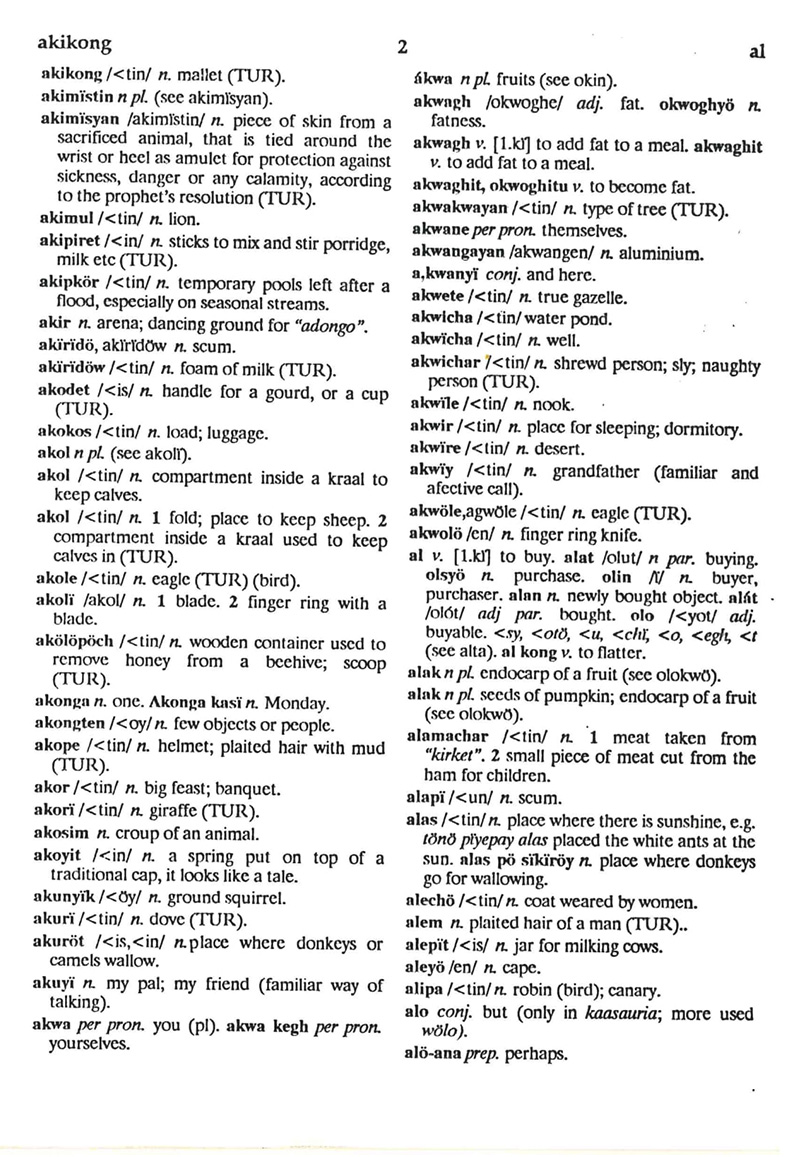 akikong
2
al
akikong /<tin/ n. mallet (TUR).
akimïstin n pl. (see akimïsyan).
akimïsyan /akimïstin/ n. piece of skin from a
sacrificed animal, that is tied around the
wrist or heel as amulet for protection against
sickness, danger or any calamity, according
to the prophet's resolution (TUR).
akimul /<tin/ n. lion.
akipiret /<in/ n. sticks to mix and stir porridge,
milk etc (TUR).
akipkör /<tin/ n. temporary pools left after a
flood, especially on seasonal streams.
akir n. arena; dancing ground for "adongo".
akïrïdö, akïrïdöw n. scum.
akïrïdöw /<tin/ n. foam of milk (TUR).
akodet /<is/ n. handle for a gourd, or a cup
(TUR).
akokos /<tin/ n. load; luggage.
akol n pl. (see akolï).
akol /<tin/ n. compartment inside a kraal to
keep calves.
akol /<tin/ n. 1 fold; place to keep sheep. 2
compartment inside a kraal used to keep
calves in (TUR).
akole /<tin/ n. eagle (TUR) (bird).
akolï /akol/ n. 1 blade. 2 finger ring with a
blade.
akölöpöch /<tin/ n. wooden container used to
remove honey from a beehive; scoop
(TUR).
akonga n. one. Akonga kasï n. Monday.
akongten /<oy/ n. few objects or people.
akope /<tin/ n. helmet; plaited hair with mud
(TUR).
akor /<tin/ n. big feast; banquet.
akorï /<tin/ n. giraffe (TUR).
akosim n. croup of an animal.
akoyit /<in/ n. a spring put on top of a
traditional cap, it looks like a tale.
akunyïk /<öy/ n. ground squirrel.
akurï /<tin/ n. dove (TUR).
akuröt /<is,<in/ n. place where donkeys or
camels wallow.
akuyï n. my pal; my friend (familiar way of
talking).
akwa per pron. you (pl). akwa kegh per pron.
yourselves.
ákwa n pl. fruits (see okin).
akwagh /okwoghe/ adj. fat. okwoghyö n.
fatness.
akwagh v. [1.kï] to add fat to a meal. akwaghit
v. to add fat to a meal.
akwaghit, okwoghitu v. to become fat.
akwakwayan /<tin/ n. type of tree (TUR).
akwane per pron. themselves.
akwangayan /akwangen/ n. aluminium.
a,kwanyï conj. and here.
akwete /<tin/ n. true gazelle.
akwicha /<tin/ water pond.
akwïcha /<tin/ n. well.
akwichar /<tin/ n. shrewd person; sly; naughty
person (TUR).
akwïle /<tin/ n. nook.
akwir /<tin/ n. place for sleeping; dormitory.
akwïre /<tin/ n. desert.
akwïy /<tin/ n. grandfather (familiar and
afective call).
akwöle,agwöle /<tin/ n. eagle (TUR).
akwolö /en/ n. finger ring knife.
al v. [1.kï] to buy. alat /olut/ n par. buying.
olsyö n. purchase. olin /ï/ n. buyer,
purchaser. alan n. newly bought object. alát
/olót/ adj par. bought. olo /<yot/ adj.
buyable. <sy, <otö, <u, <chï, <o, <egh, <t
(see alta). al kong v. to flatter.
alak n pl. endocarp of a fruit (see olokwö).
alak n pl. seeds of pumpkin; endocarp of a fruit
(see olokwö).
alamachar /<tin/ n. 1 meat taken from
"kirket". 2 small piece of meat cut from the
ham for children.
alapï /<un/ n. scum.
alas /<tin/ n. place where there is sunshine, e.g.
tönö pïyepay alas placed the white ants at the
sun. alas pö sïkïröy n. place where donkeys
go for wallowing.
alechö /<tin/ n. coat weared by women.
alem n. plaited hair of a man (TUR)..
alepït /<is/ n. jar for milking cows.
aleyö /en/ n. cape.
alipa /<tin/ n. robin (bird); canary.
alo conj. but (only in kaasauria; more used
wölo).
alö-ana prep. perhaps.